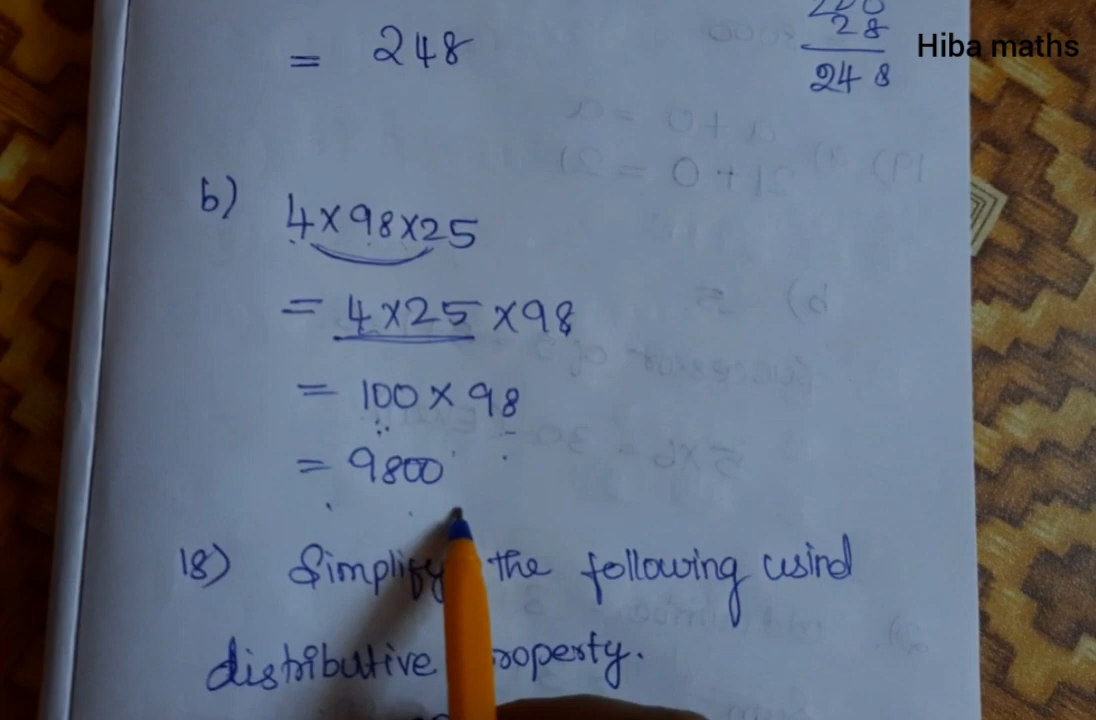 28
= 248
248
Hiba maths
b) 4×98×25
= 4×25×98
= 100×98
= 9800
18) Simplify the following usind
distributive property.